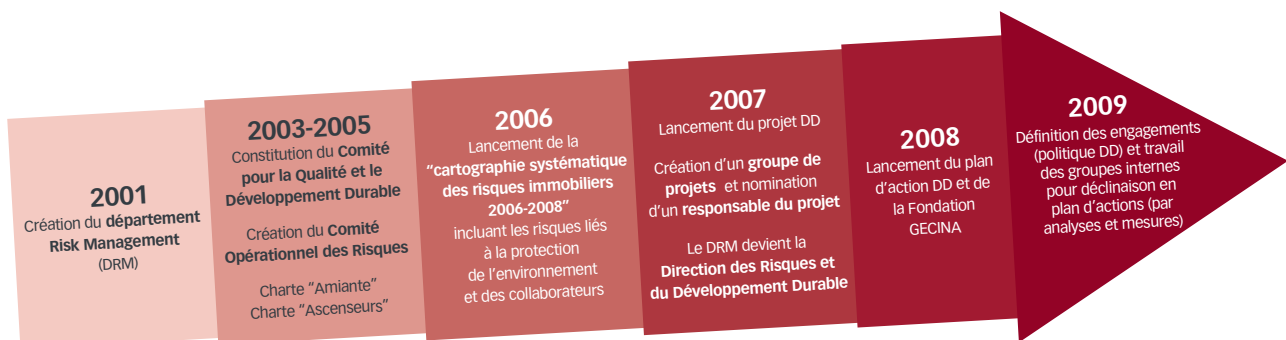 2001
Création du département
Risk Management
(DRM)
2003-2005
Constitution du Comité
pour la Qualité et le
Développement Durable
Création du Comité
Opérationnel des Risques
Charte “Amiante”
Charte “Ascenseurs”
2006
Lancement de la
“cartographie systématique
des risques immobiliers
2006-2008”
incluant les risques liés
à la protection
de l’environnement
et des collaborateurs
2007
Lancement du projet DD
Création d’un groupe de
projets et nomination
d’un responsable du projet
Le DRM devient la
Direction des Risques et
du Développement Durable
2008
Lancement du plan
d’action DD et de
la Fondation
GECINA
2009
Définition des engagements
(politique DD) et travail
des groupes internes
pour déclinaison en
plan d’actions (par
analyses et mesures)